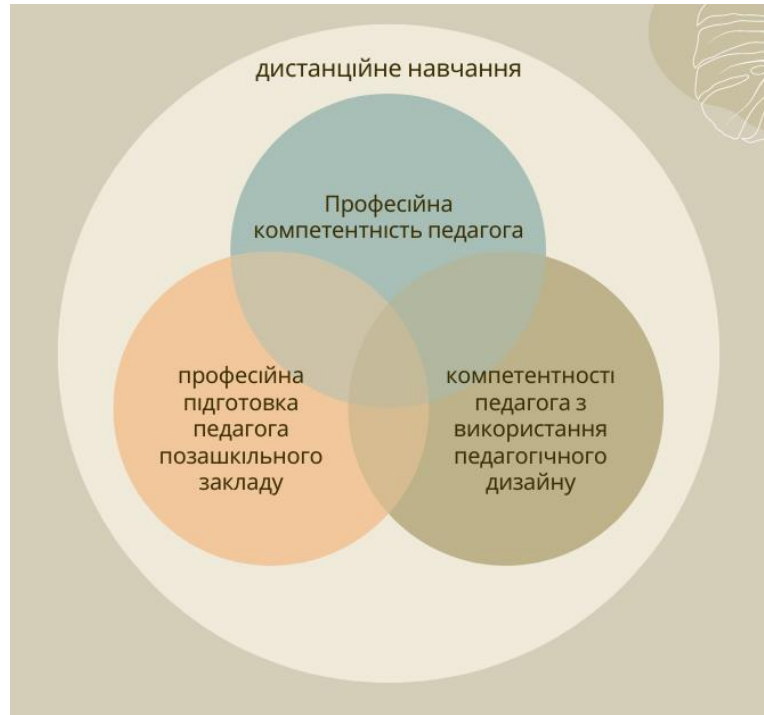 дистанційне навчання
Професійна
компетентність педагога
професійна
підготовка
педагога
позашкільного
закладу
компетентності
педагога з
використання
педагогічного
дизайну